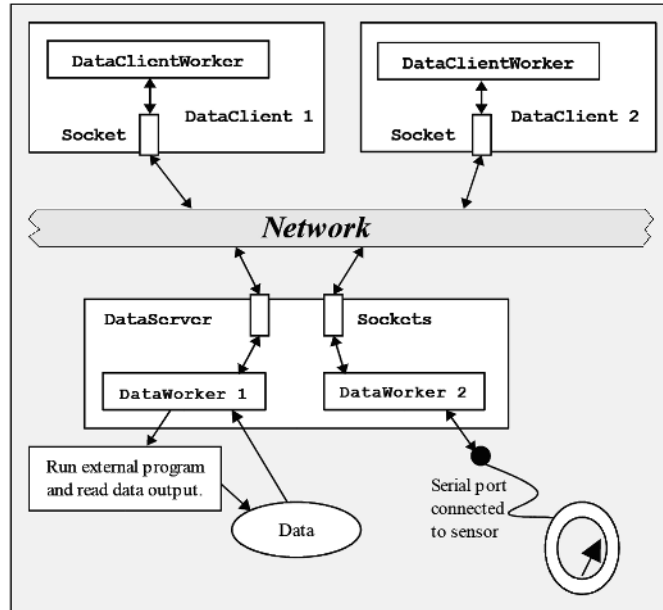 DataClientWorker
DataClient 1
Socket
DataClientWorker
DataClient 2
Socket
Network
DataServer
Sockets
DataWorker 1
DataWorker 2
Run external program
and read data output.
Data
Serial port
connected
to sensor